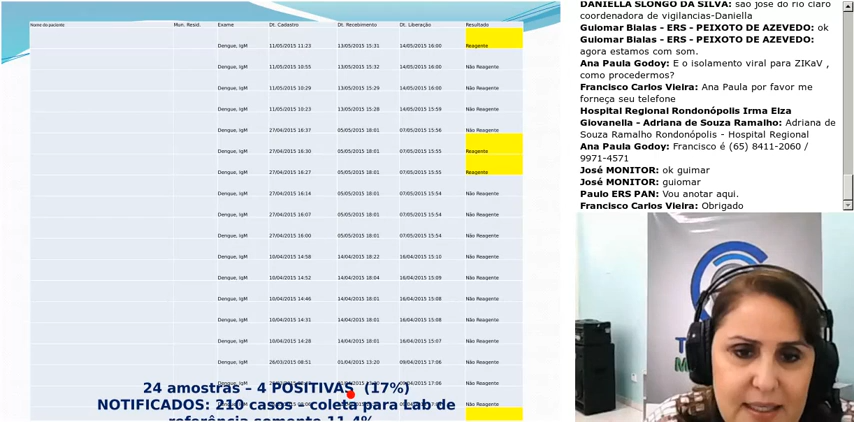 Nome do paciente Mun. Resid. Exame Dt. Cadastro Dt. Recebimento Dt. Liberação Resultado
Dengue, IgM 11/05/2015 11:23 13/05/2015 15:31 14/05/2015 16:00 Reagente
Dengue, IgM 11/05/2015 10:55 13/05/2015 15:32 14/05/2015 16:00 Não Reagente
Dengue, IgM 11/05/2015 10:29 13/05/2015 15:29 14/05/2015 16:00 Não Reagente
Dengue, IgM 11/05/2015 10:23 13/05/2015 15:28 14/05/2015 15:59 Não Reagente
Dengue, IgM 27/04/2015 16:37 05/05/2015 18:01 07/05/2015 15:56 Não Reagente
Dengue, IgM 27/04/2015 16:30 05/05/2015 18:01 07/05/2015 15:55 Reagente
Dengue, IgM 27/04/2015 16:27 05/05/2015 18:01 07/05/2015 15:55 Reagente
Dengue, IgM 27/04/2015 16:14 05/05/2015 18:01 07/05/2015 15:54 Não Reagente
Dengue, IgM 27/04/2015 16:07 05/05/2015 18:01 07/05/2015 15:54 Não Reagente
Dengue, IgM 27/04/2015 16:00 05/05/2015 18:01 07/05/2015 15:54 Não Reagente
Dengue, IgM 10/04/2015 14:58 14/04/2015 18:22 16/04/2015 15:10 Não Reagente
Dengue, IgM 10/04/2015 14:52 14/04/2015 18:04 16/04/2015 15:09 Não Reagente
Dengue, IgM 10/04/2015 14:46 14/04/2015 18:01 16/04/2015 15:08 Não Reagente
Dengue, IgM 10/04/2015 14:31 14/04/2015 18:01 16/04/2015 15:08 Não Reagente
Dengue, IgM 10/04/2015 14:28 14/04/2015 18:01 16/04/2015 15:07 Não Reagente
Dengue, IgM 26/03/2015 08:51 01/04/2015 13:20 09/04/2015 17:06 Não Reagente
Não Reagente
24 amostras – 4 POSITIVAS (17%)
Não Reagente
NOTIFICADOS: 210 casos – coleta para Lab de
referência somente 11,4%
DANIELLA SLONGO DA SILVA: são jose do rio claro
coordenadora de vigilancias-Daniella
Guiomar Bialas - ERS - PEIXOTO DE AZEVEDO: ok
Guiomar Bialas - ERS - PEIXOTO DE AZEVEDO:
agora estamos com som.
Ana Paula Godoy: E o isolamento viral para ZIKaV ,
como procedermos?
Francisco Carlos Vieira: Ana Paula por favor me
forneça seu telefone
Hospital Regional Rondonópolis Irma Elza
Giovanella - Adriana de Souza Ramalho: Adriana de
Souza Ramalho Rondonópolis - Hospital Regional
Ana Paula Godoy: Francisco é (65) 8411-2060 /
9971-4571
José MONITOR: ok guimar
José MONITOR: guiomar
Paulo ERS PAN: Vou anotar aqui.
Francisco Carlos Vieira: Obrigado